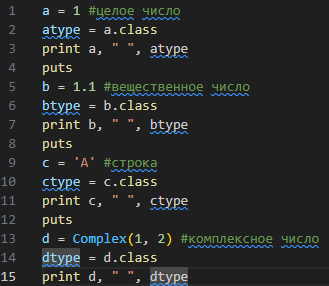 1 a = 1 #целое число
2 atype = a.class
3 print a, " ", atype
4 puts
5 b = 1.1 #вещественное число
6 btype = b.class
7 print b, " ", btype
8 puts
9 c = 'A' #строка
10 ctype = c.class
11 print c, " ", ctype
12 puts
13 d = Complex(1, 2) #комплексное число
14 dtype = d.class
15 print d, " ", dtype